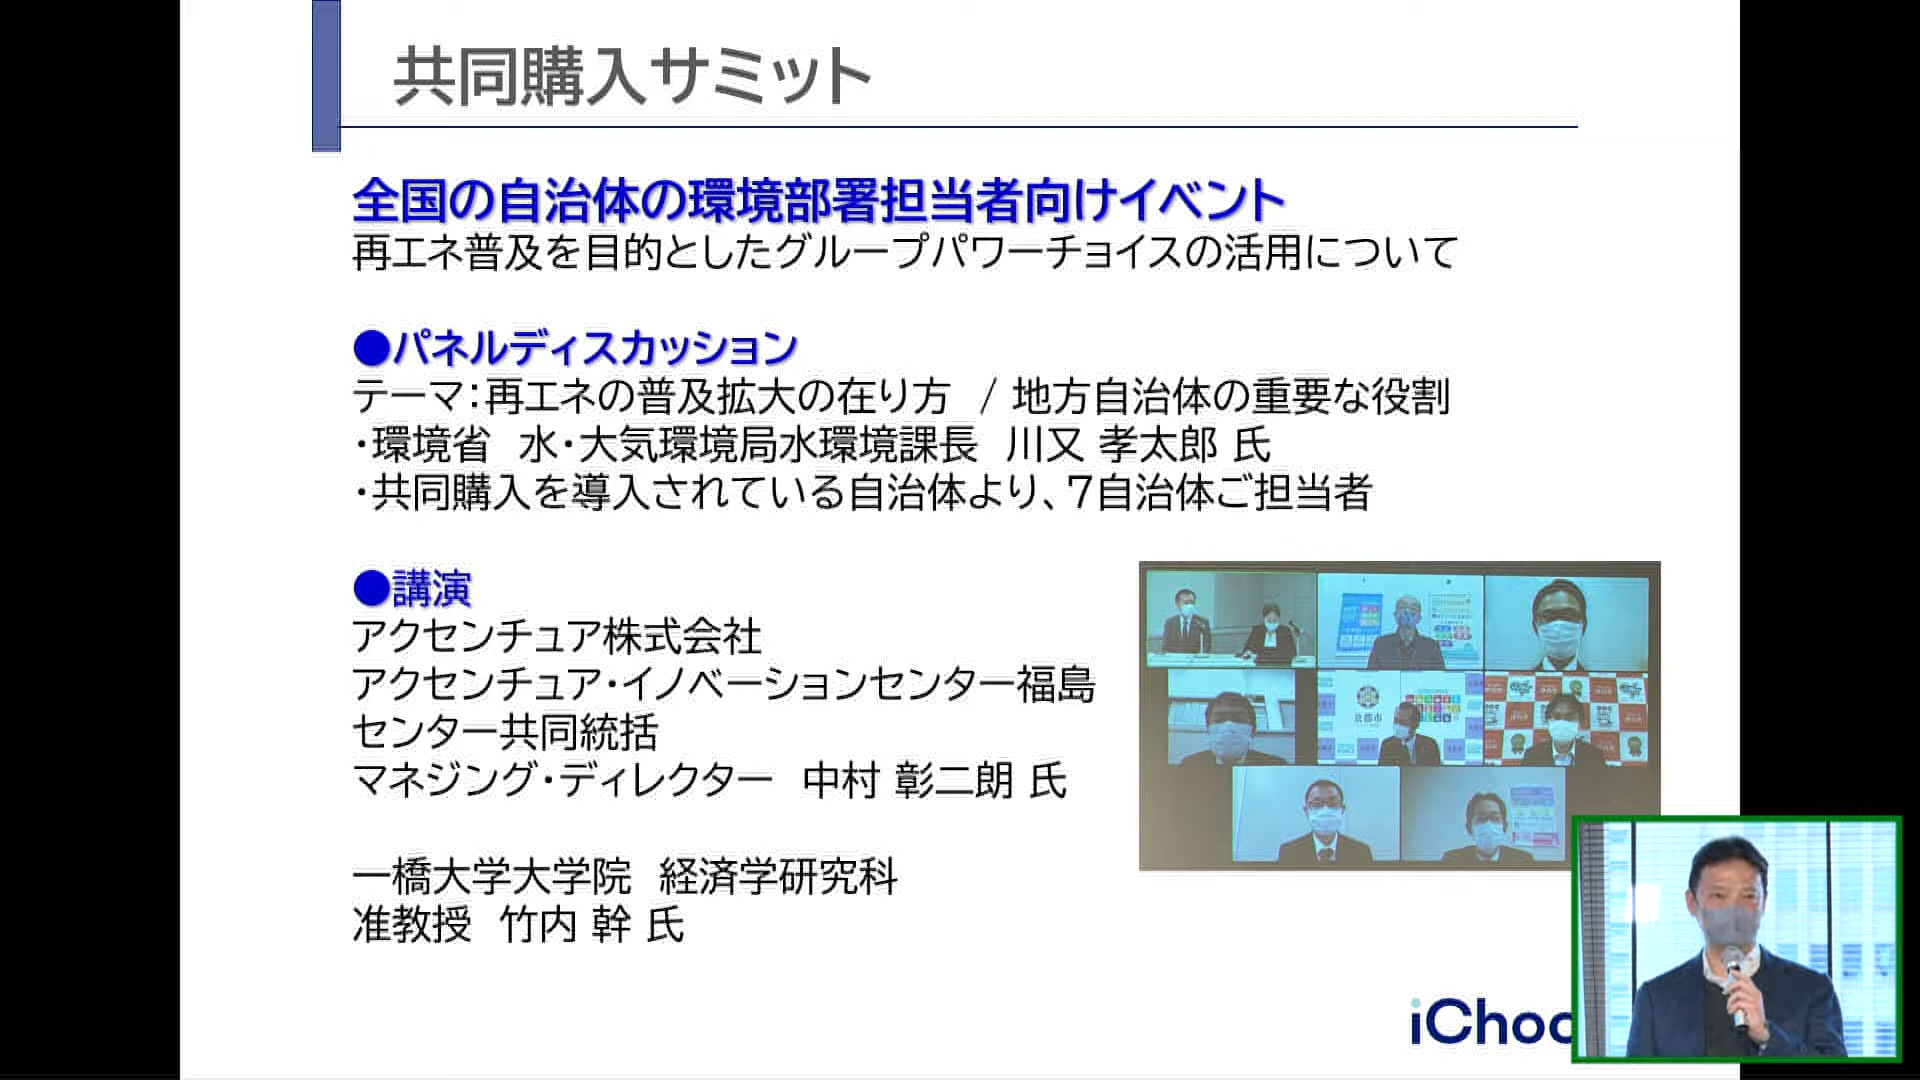 共同購入サミット
全国の自治体の環境部署担当者向けイベント
再エネ普及を目的としたグループパワーチョイスの活用について
●パネルディスカッション
テーマ：再エネの普及拡大の在り方 / 地方自治体の重要な役割
・環境省 水・大気環境局水環境課長 川又 孝太郎 氏
・共同購入を導入されている自治体より、7自治体ご担当者
●講演
アクセンチュア株式会社
アクセンチュア・イノベーションセンター福島
センター共同統括
マネジング・ディレクター 中村 彰二朗 氏
一橋大学大学院 経済学研究科
准教授 竹内 幹 氏
京都市
iChoo